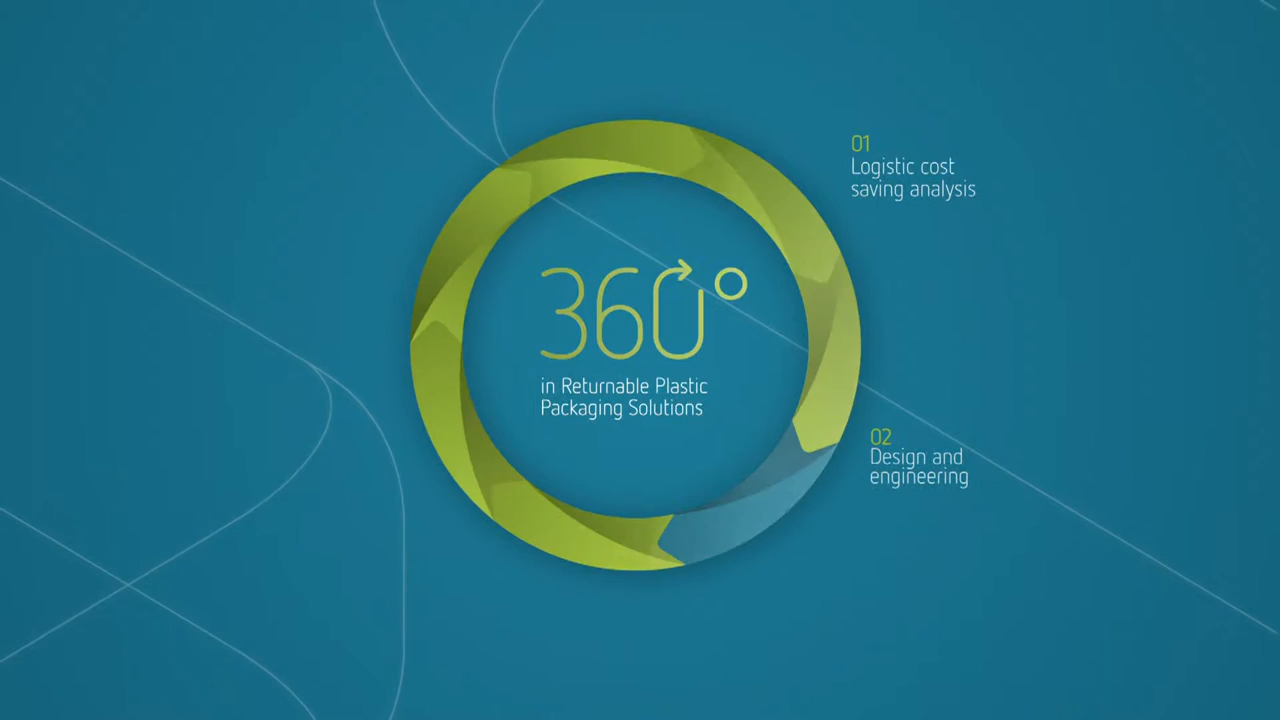 360°
in Returnable Plastic
Packaging Solutions
01
Logistic cost
saving analysis
02
Design and
engineering